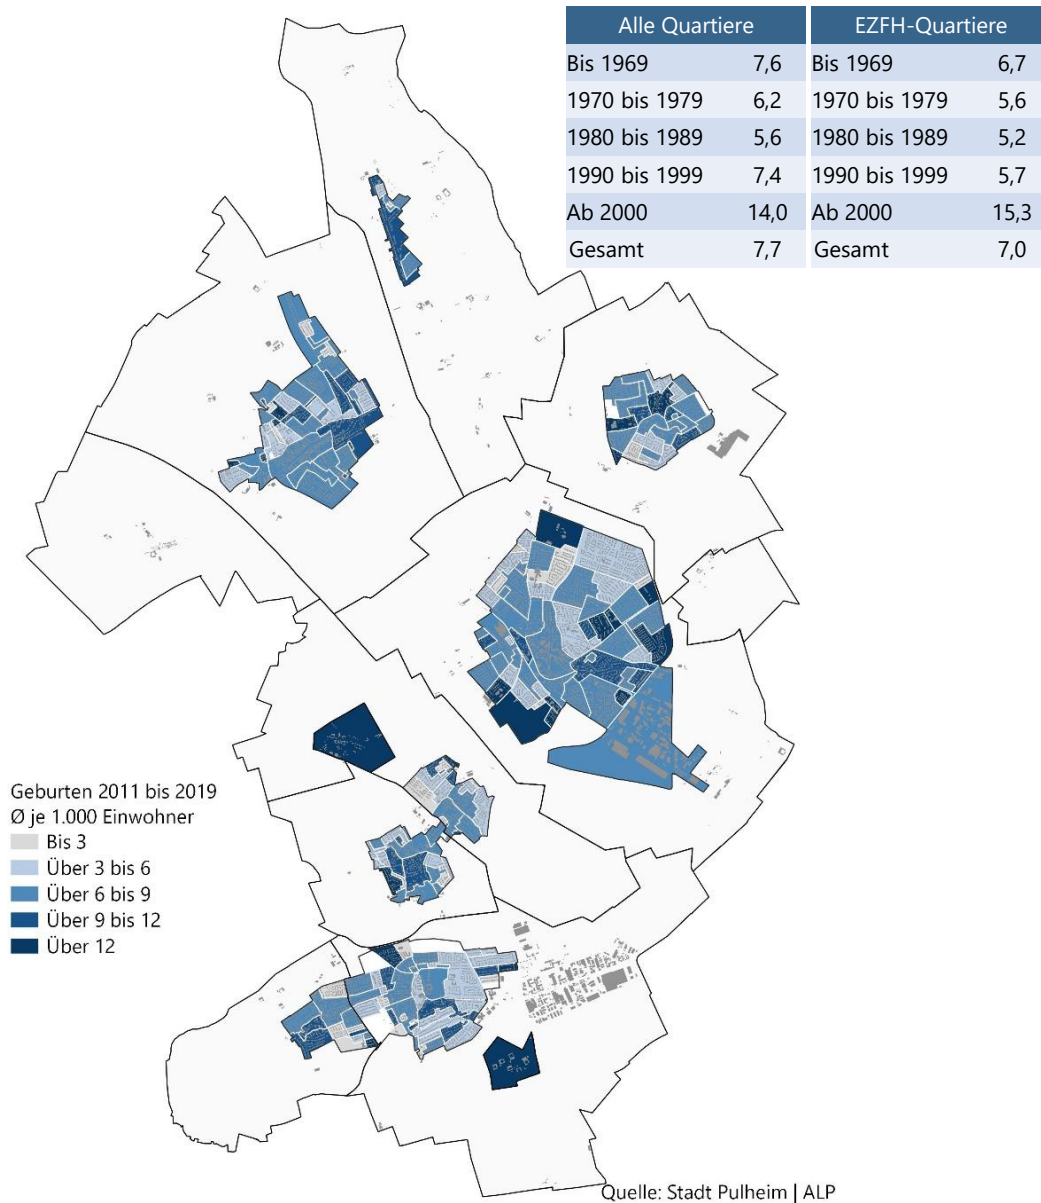 Alle Quartiere EZFH-Quartiere
Bis 1969 7,6 Bis 1969 6,7
1970 bis 1979 6,2 1970 bis 1979 5,6
1980 bis 1989 5,6 1980 bis 1989 5,2
1990 bis 1999 7,4 1990 bis 1999 5,7
Ab 2000 14,0 Ab 2000 15,3
Gesamt 7,7 Gesamt 7,0
Geburten 2011 bis 2019
Ø je 1.000 Einwohner
Bis 3
Über 3 bis 6
Über 6 bis 9
Über 9 bis 12
Über 12
Quelle: Stadt Pulheim | ALP